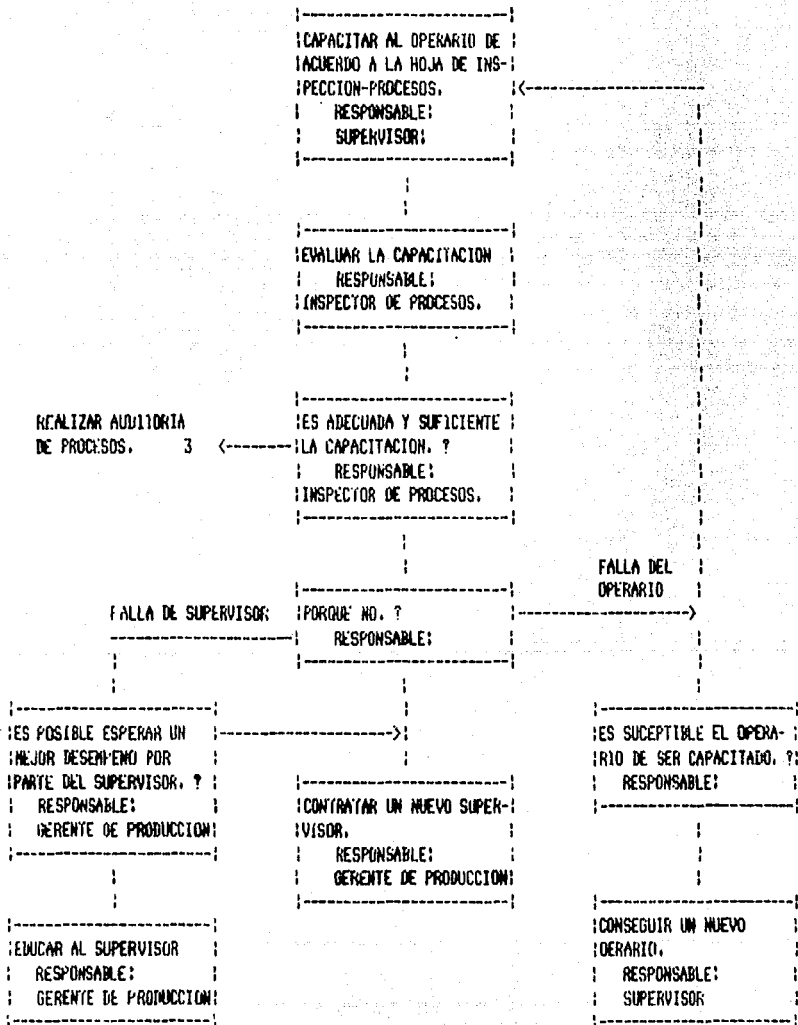 CAPACITAR AL OPERARIO DE
ACUERDO A LA HOJA DE INS-
PECCION-PROCESOS.
RESPONSABLE:
SUPERVISOR:
EVALUAR LA CAPACITACION
RESPONSABLE:
INSPECTOR DE PROCESOS.
REALIZAR AUDITORIA
DE PROCESOS. 3
ES ADECUADA Y SUFICIENTE
LA CAPACITACION. ?
RESPONSABLE:
INSPECTOR DE PROCESOS.
FALLA DEL
OPERARIO
FALLA DE SUPERVISOR
PORQUE NO. ?
RESPONSABLE:
ES POSIBLE ESPERAR UN
MEJOR DESEMPENO POR
PARTE DEL SUPERVISOR. ?
RESPONSABLE:
GERENTE DE PRODUCCION
CONTRATAR UN NUEVO SUPER-
VISOR.
RESPONSABLE:
GERENTE DE PRODUCCION
ES SUCEPTIBLE EL OPERA-
RIO DE SER CAPACITADO. ?
RESPONSABLE:
EDUCAR AL SUPERVISOR
RESPONSABLE:
GERENTE DE PRODUCCION
CONSEGUIR UN NUEVO
OERARIO.
RESPONSABLE:
SUPERVISOR